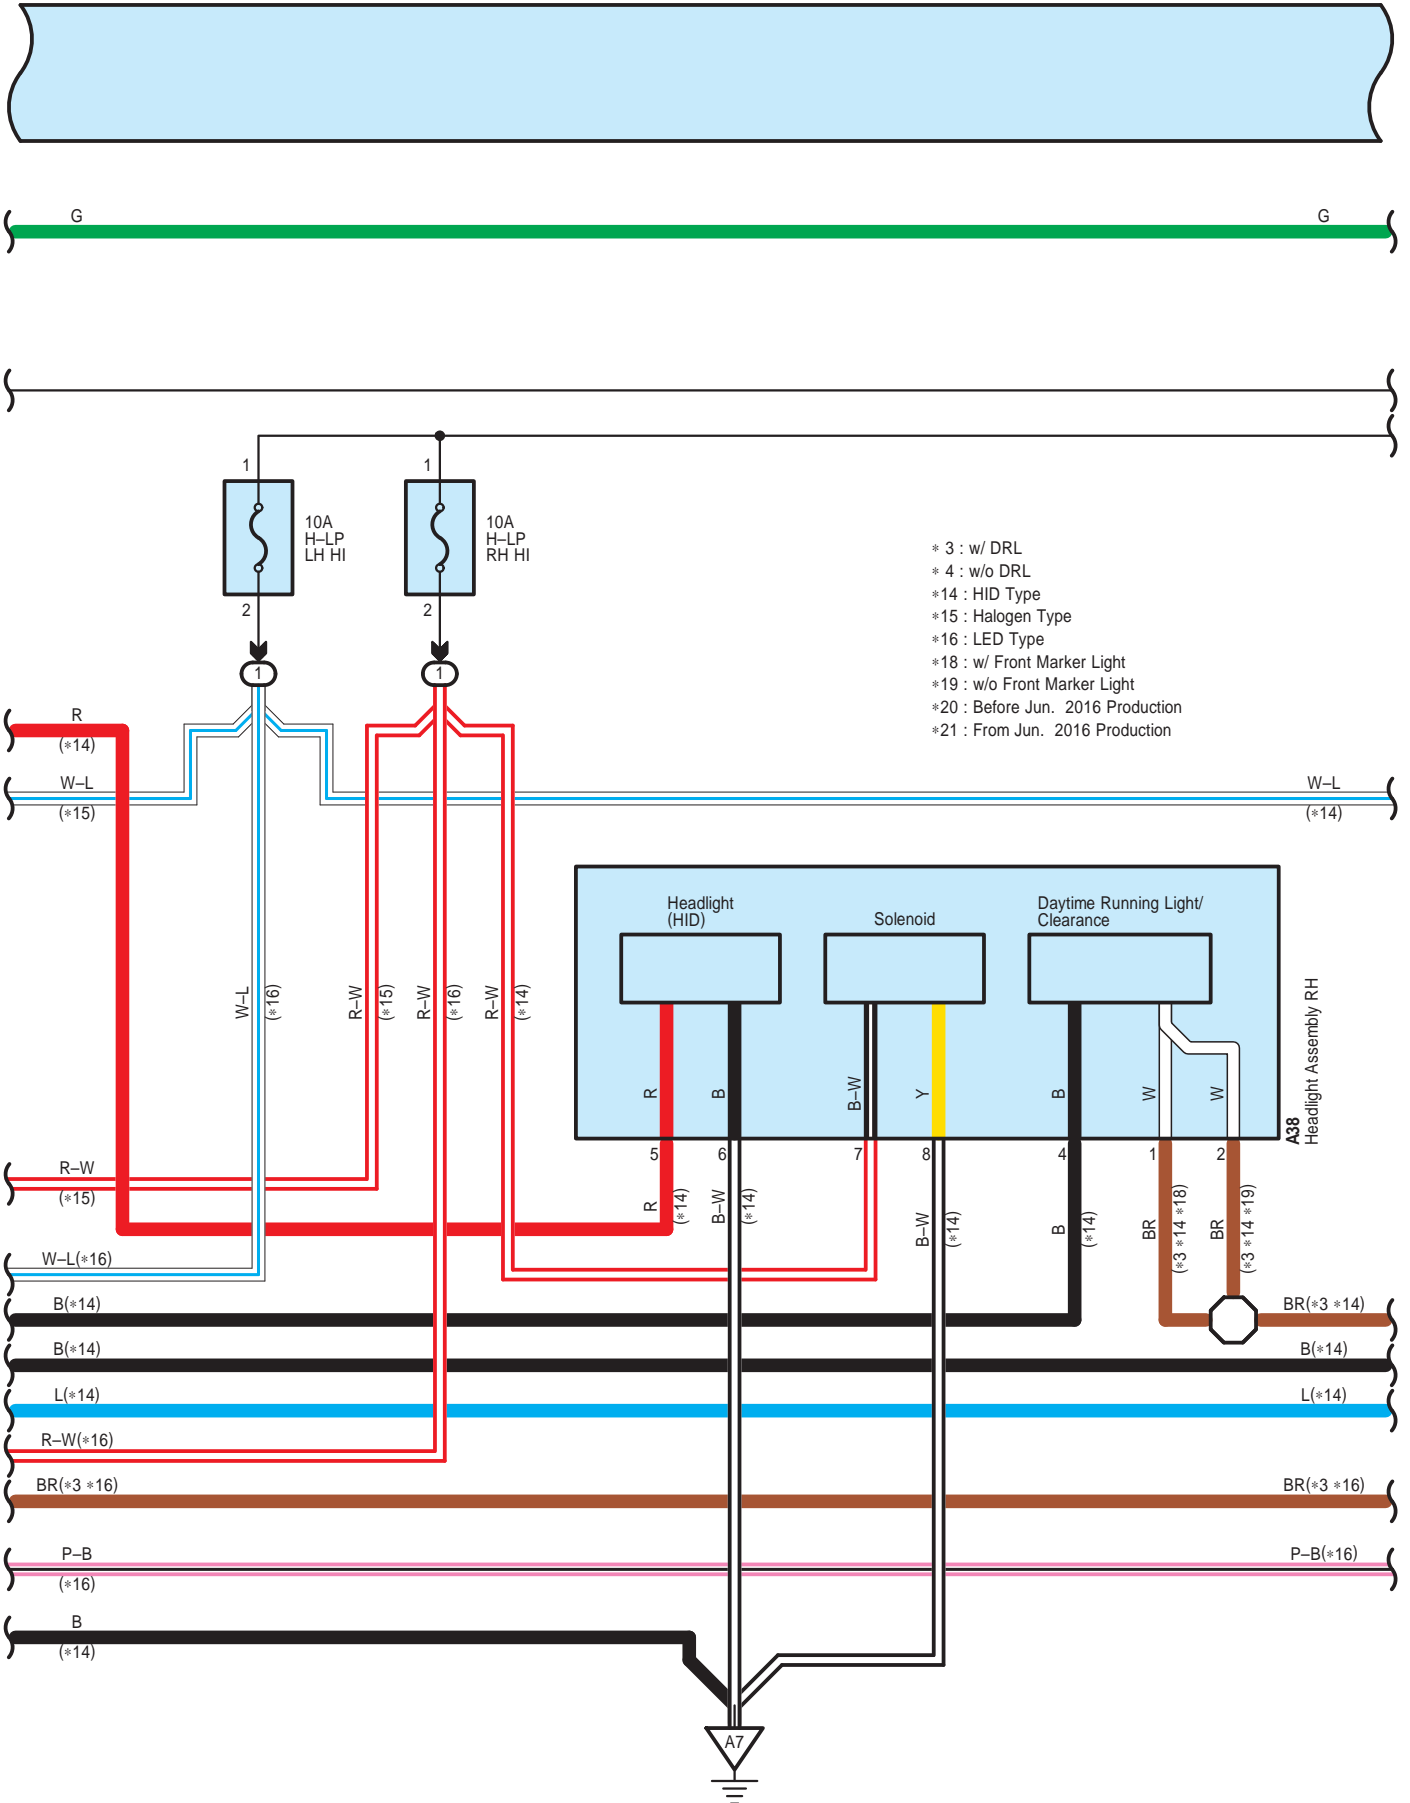 G
G
1
1
10A
H–LP
LH HI
10A
H–LP
RH HI
2
2
1
1
∗ 3 : w/ DRL
∗ 4 : w/o DRL
∗14 : HID Type
∗15 : Halogen Type
∗16 : LED Type
∗18 : w/ Front Marker Light
∗19 : w/o Front Marker Light
∗20 : Before Jun. 2016 Production
∗21 : From Jun. 2016 Production
R
(∗14)
W–L
(∗15)
W–L
(∗14)
Headlight
(HID)
Solenoid
Daytime Running Light/
Clearance
W–L
(∗16)
R–W
(∗15)
R–W
(∗16)
R–W
(∗14)
R
B
B–W
Y
B
W
W
A38
Headlight Assembly RH
5
6
7
8
4
1
2
R–W
(∗15)
R
(∗14)
B–W
(∗14)
B–W
(∗14)
B
(∗14)
BR
(∗3 ∗14 ∗18)
BR
(∗3 ∗14 ∗19)
W–L(∗16)
B(∗14)
BR(∗3 ∗14)
B(∗14)
B(∗14)
L(∗14)
L(∗14)
R–W(∗16)
BR(∗3 ∗16)
BR(∗3 ∗16)
P–B
(∗16)
P–B(∗16)
B
(∗14)
A7